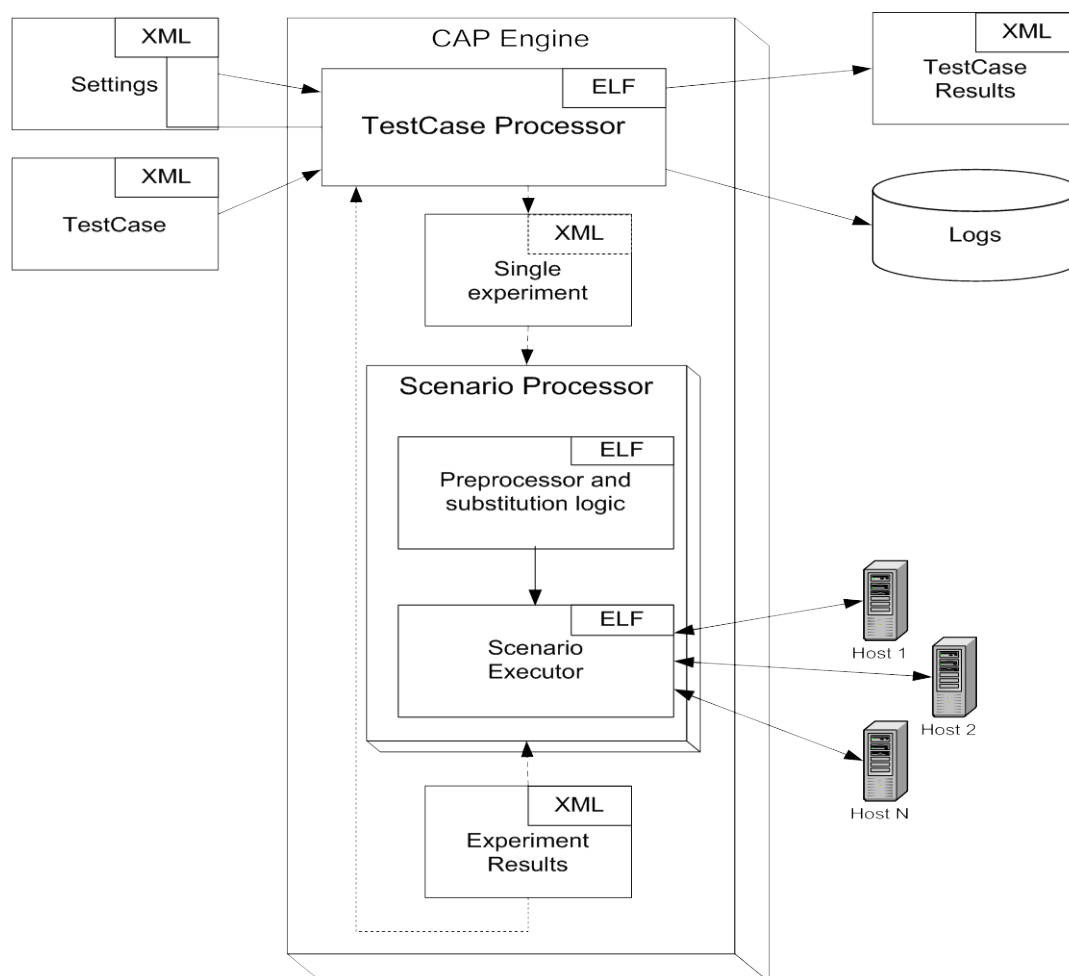 XML
Settings
XML
TestCase
CAP Engine
ELF
TestCase Processor
XML
TestCase
Results
Logs
XML
Single
experiment
Scenario Processor
ELF
Preprocessor and
substitution logic
ELF
Scenario
Executor
Host 1
Host 2
Host N
XML
Experiment
Results